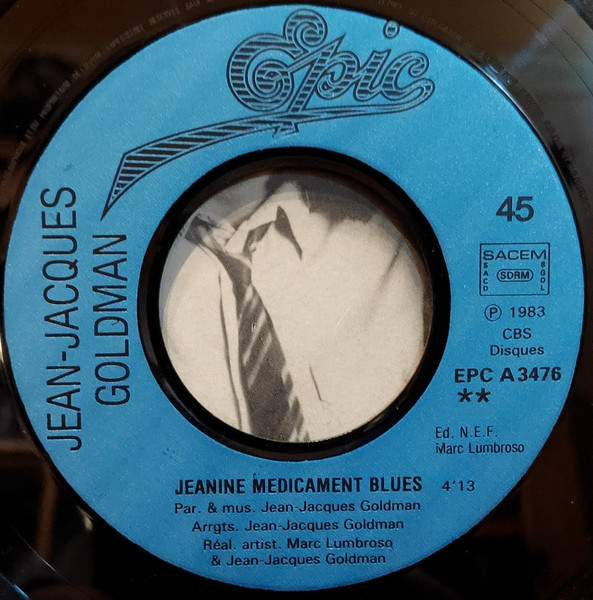 Epic
JEAN-JACQUES
GOLDMAN
45
SACEM
SACD
SDRM
SGDL
Ⓟ 1983
CBS
Disques
EPC A 3476
**
Ed. N.E.F.
Marc Lumbroso
JEANINE MEDICAMENT BLUES 4'13
Par. & mus. Jean-Jacques Goldman
Arrgts. Jean-Jacques Goldman
Réal. artist. Marc Lumbroso
& Jean-Jacques Goldman